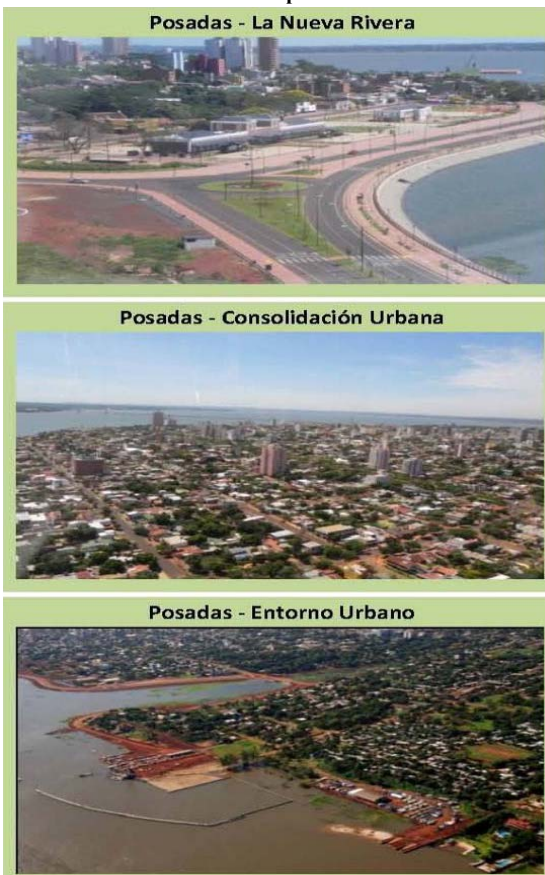 Posadas - La Nueva Rivera
Posadas - Consolidación Urbana
Posadas - Entorno Urbano